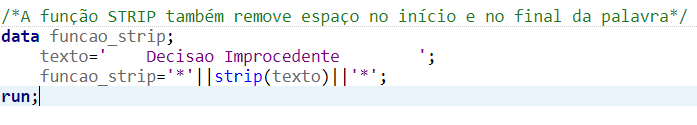 /*A função STRIP também remove espaço no início e no final da palavra*/
data funcao_strip;
    texto='    Decisao Improcedente        ';
    funcao_strip='*'||strip(texto)||'*';
run;